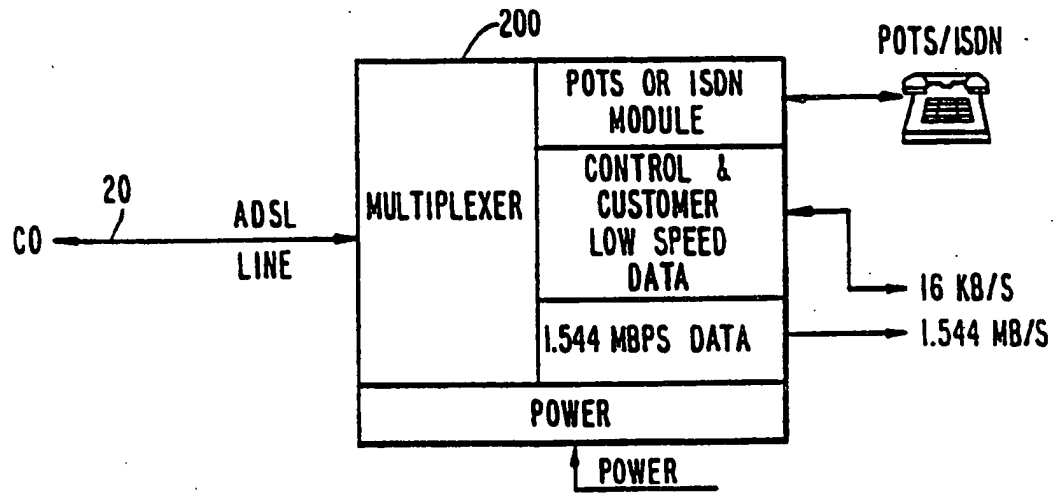 200
POTS/ISDN
POTS OR ISDN
MODULE
CONTROL &
CUSTOMER
LOW SPEED
DATA
MULTIPLEXER
20
ADSL
CO
LINE
16 KB/S
1.544 MBPS DATA
1.544 MB/S
POWER
POWER